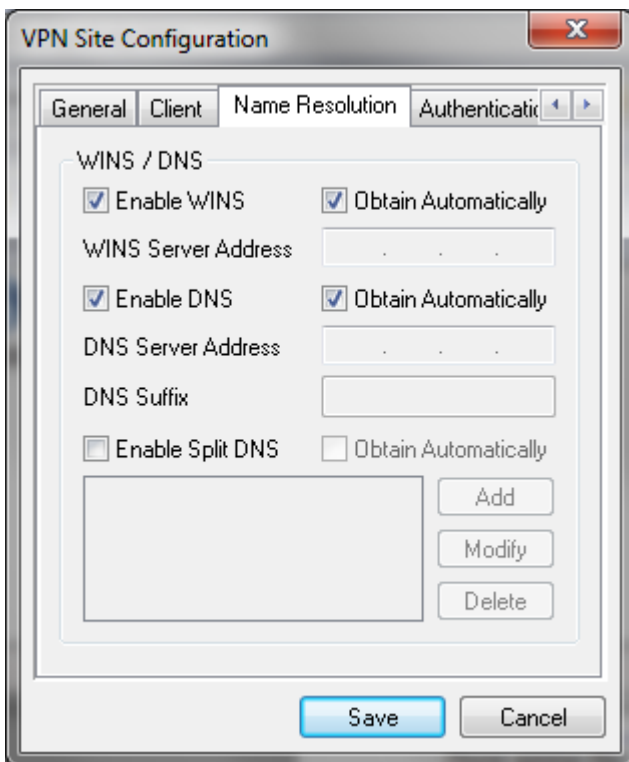 VPN Site Configuration
General Client Name Resolution
WINS / DNS
Enable WINS Obtain Automatically
WINS Server Address . . .
Enable DNS Obtain Automatically
DNS Server Address . . .
DNS Suffix
Enable Split DNS Obtain Automatically
Add
Modify
Delete
Save Cancel